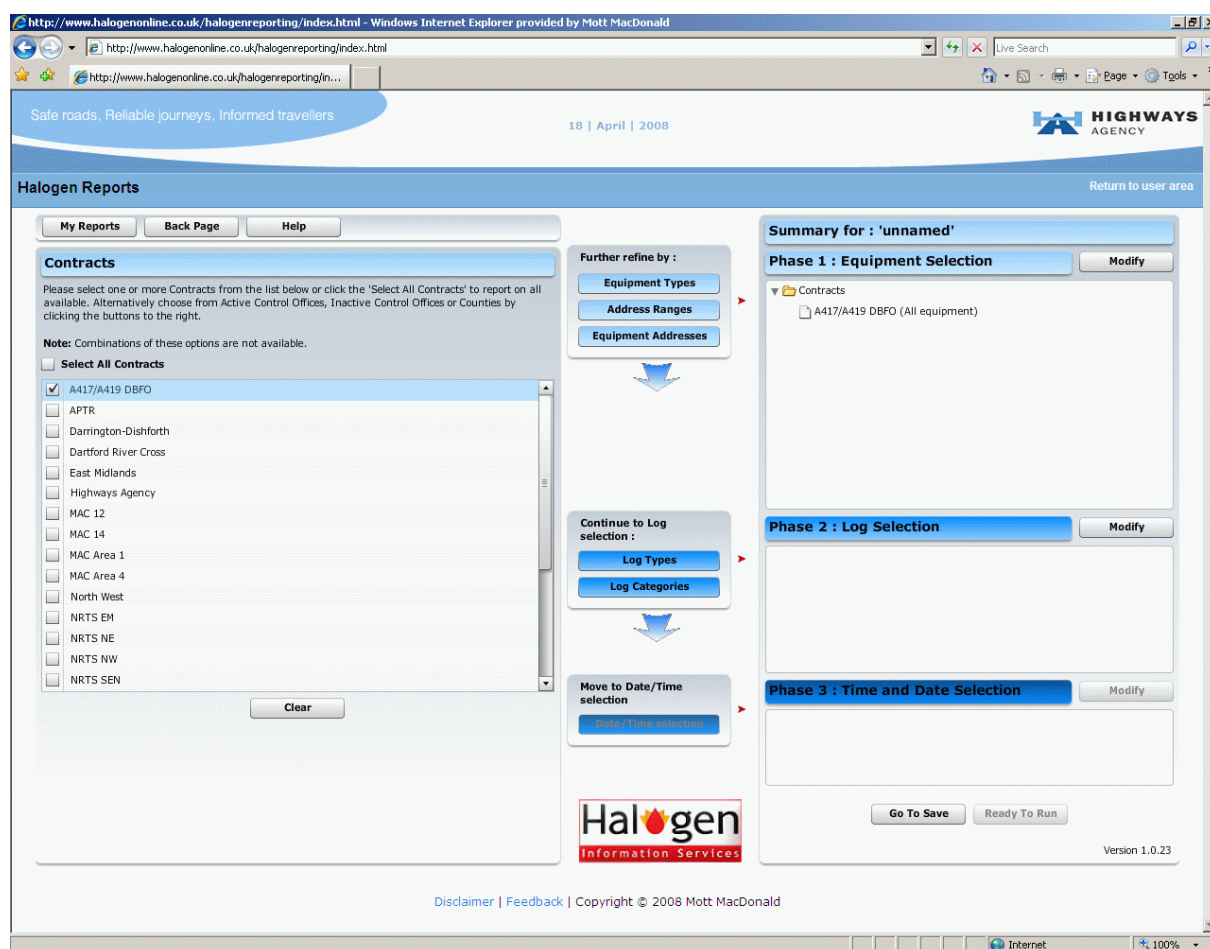 http://www.halogenonline.co.uk/halogenreporting/index.html - Windows Internet Explorer provided by Mott MacDonald
http://www.halogenonline.co.uk/halogenreporting/index.html
Live Search
http://www.halogenonline.co.uk/halogenreporting/in...
Page
Tools
Safe roads, Reliable journeys, Informed travellers
18 | April | 2008
HIGHWAYS
AGENCY
Halogen Reports
Return to user area
My Reports
Back Page
Help
Contracts
Please select one or more Contracts from the list below or click the 'Select All Contracts' to report on all
available. Alternatively choose from Active Control Offices, Inactive Control Offices or Counties by
clicking the buttons to the right.
Note: Combinations of these options are not available.
Select All Contracts
A417/A419 DBFO
APTR
Darrington-Dishforth
Dartford River Cross
East Midlands
Highways Agency
MAC 12
MAC 14
MAC Area 1
MAC Area 4
North West
NRTS EM
NRTS NE
NRTS NW
NRTS SEN
Clear
Further refine by :
Equipment Types
Address Ranges
Equipment Addresses
Continue to Log
selection :
Log Types
Log Categories
Move to Date/Time
selection
Date/Time selection
Halogen
Information Services
Summary for : 'unnamed'
Phase 1 : Equipment Selection
Modify
Contracts
A417/A419 DBFO (All equipment)
Phase 2 : Log Selection
Modify
Phase 3 : Time and Date Selection
Modify
Go To Save
Ready To Run
Version 1.0.23
Disclaimer | Feedback | Copyright © 2008 Mott MacDonald
Internet
100%